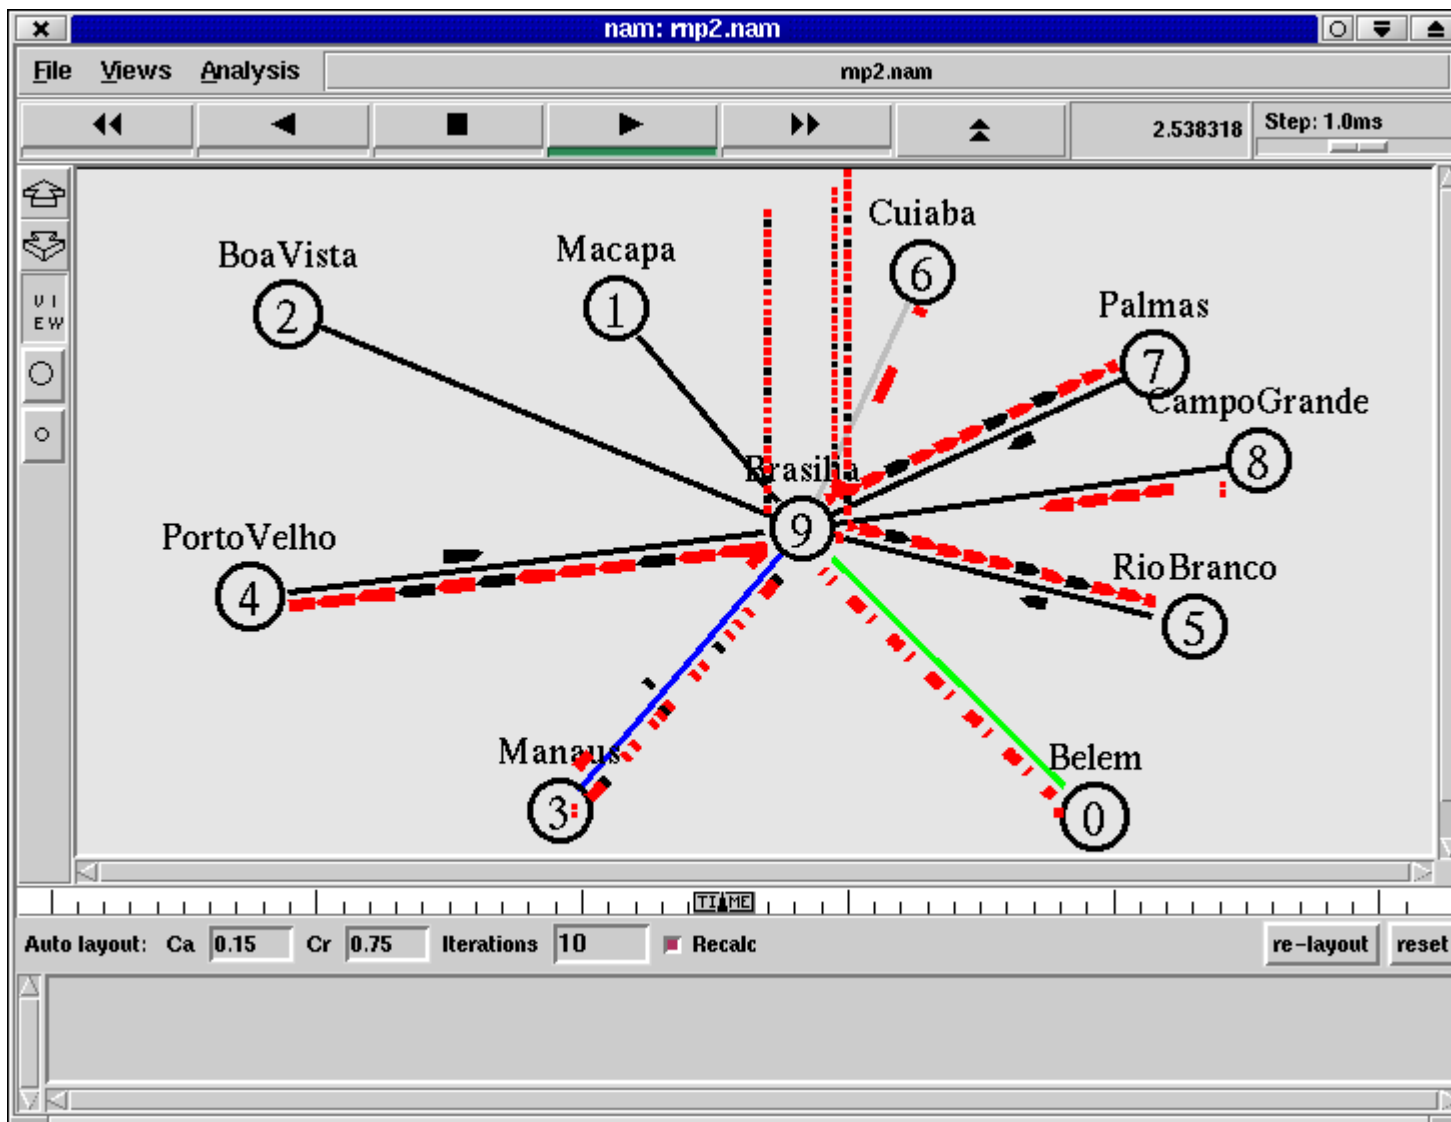 nam: rnp2.nam
File Views Analysis rnp2.nam
2.538318 Step: 1.0ms
VIEW
Cuiaba
6
BoaVista
2
Macapa
1
Palmas
7
CampoGrande
8
Brasilia
9
PortoVelho
4
RioBranco
5
Manaus
3
Belem
0
TIME
Auto layout: Ca 0.15 Cr 0.75 Iterations 10 Recalc re-layout reset